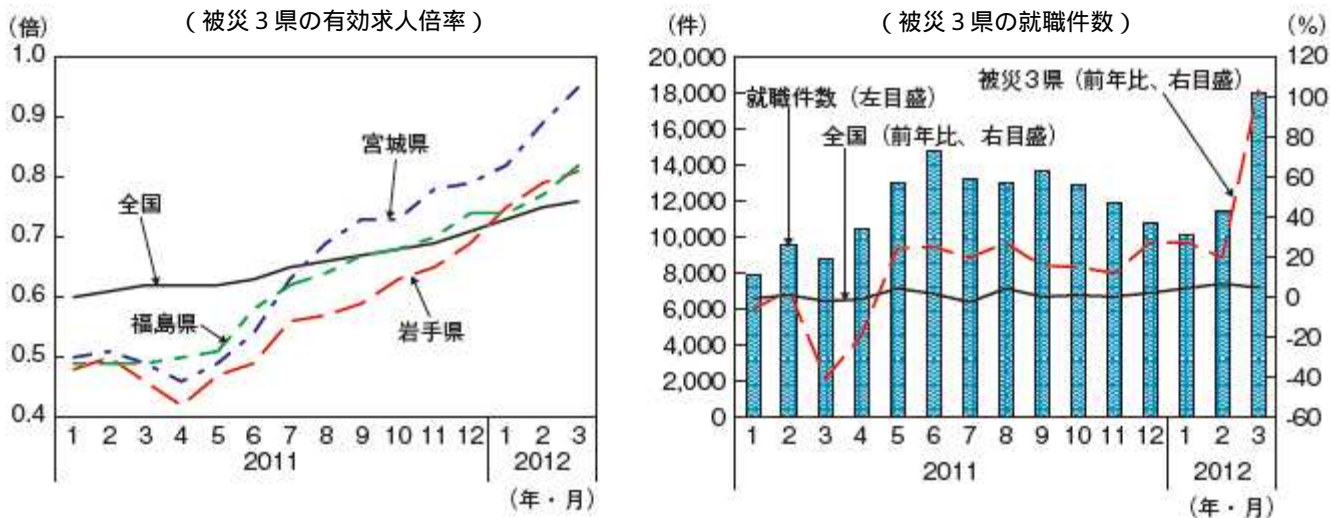 (被災3県の有効求人倍率)
(倍)
1.0
0.9
0.8
0.7
0.6
0.5
0.4
全国
宮城県
福島県
岩手県
1 2 3 4 5 6 7 8 9 10 11 12 1 2 3
2011 2012
(年・月)
(被災3県の就職件数)
(件) (%)
20,000 120
18,000 100
16,000 80
14,000 60
12,000 40
10,000 20
8,000 0
6,000 -20
4,000 -40
2,000 -60
0
被災3県(前年比、右目盛)
就職件数(左目盛)
全国(前年比、右目盛)
1 2 3 4 5 6 7 8 9 10 11 12 1 2 3
2011 2012
(年・月)